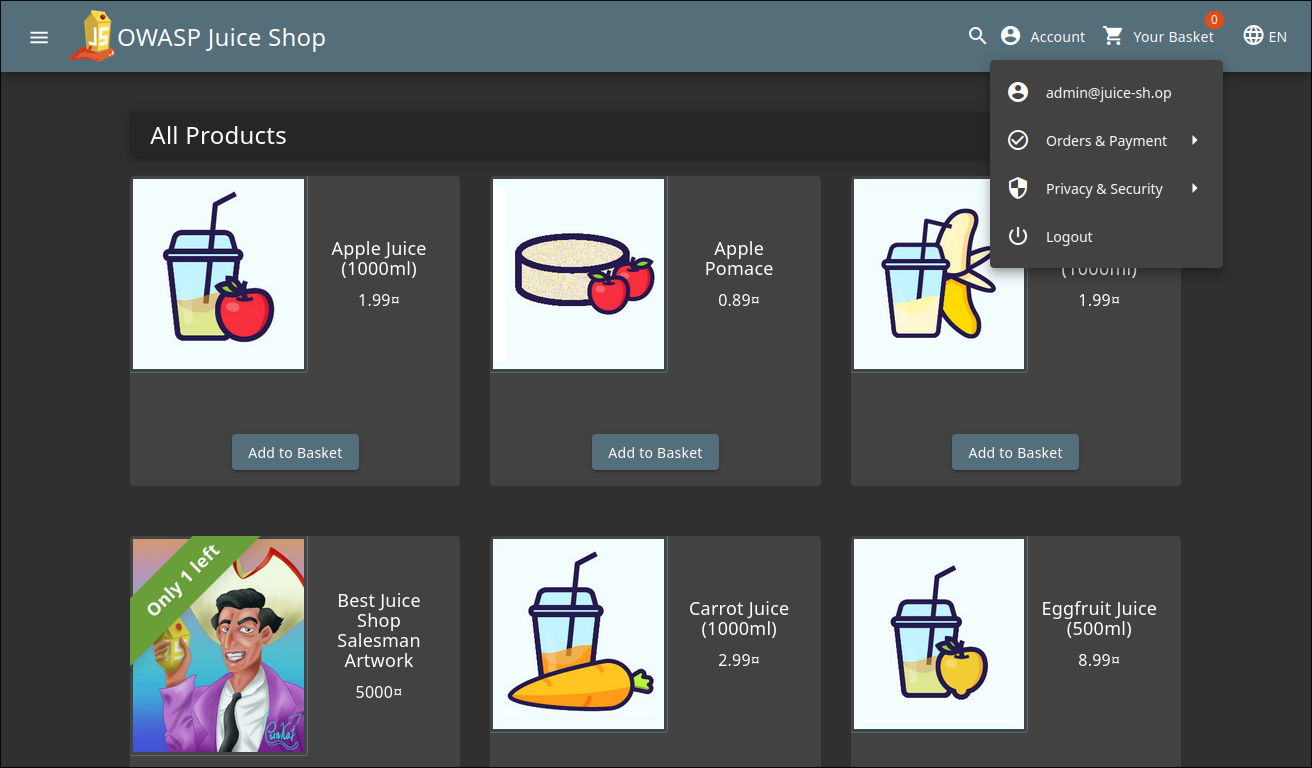 OWASP Juice Shop
Account
Your Basket
0
EN
admin@juice-sh.op
Orders & Payment
Privacy & Security
Logout
All Products
Apple Juice
(1000ml)
1.99¤
Add to Basket
Apple
Pomace
0.89¤
Add to Basket
(1000ml)
1.99¤
Add to Basket
Only 1 left
Best Juice
Shop
Salesman
Artwork
5000¤
Carrot Juice
(1000ml)
2.99¤
Eggfruit Juice
(500ml)
8.99¤